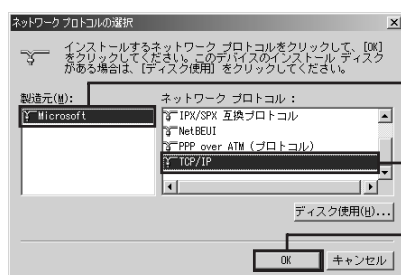 ネットワーク プロトコルの選択
インストールするネットワーク プロトコルをクリックして、[OK]
をクリックしてください。このデバイスのインストール ディスク
がある場合は、[ディスク使用] をクリックしてください。
製造元(M):
Microsoft
ネットワーク プロトコル :
IPX/SPX 互換プロトコル
NetBEUI
PPP over ATM (プロトコル)
TCP/IP
ディスク使用(H)...
OK
キャンセル